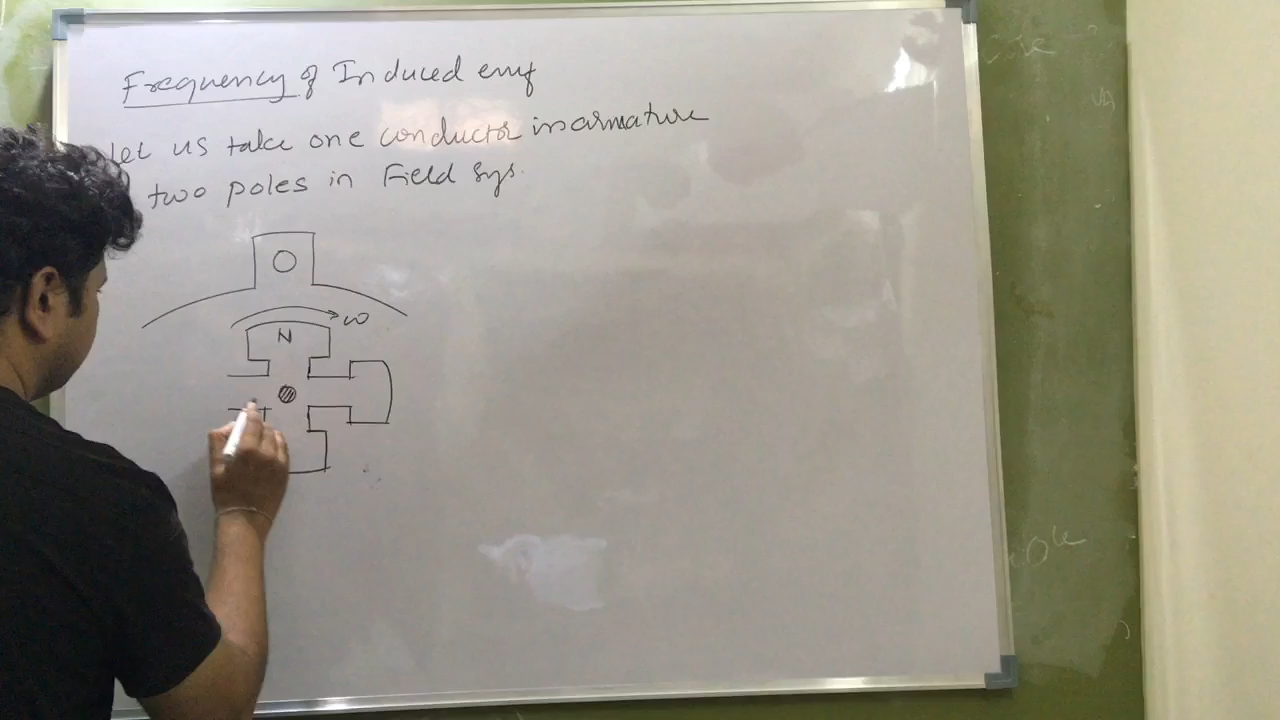 Frequency of Induced emf
let us take one conductor in armature
two poles in Field sys.
O
ω
N